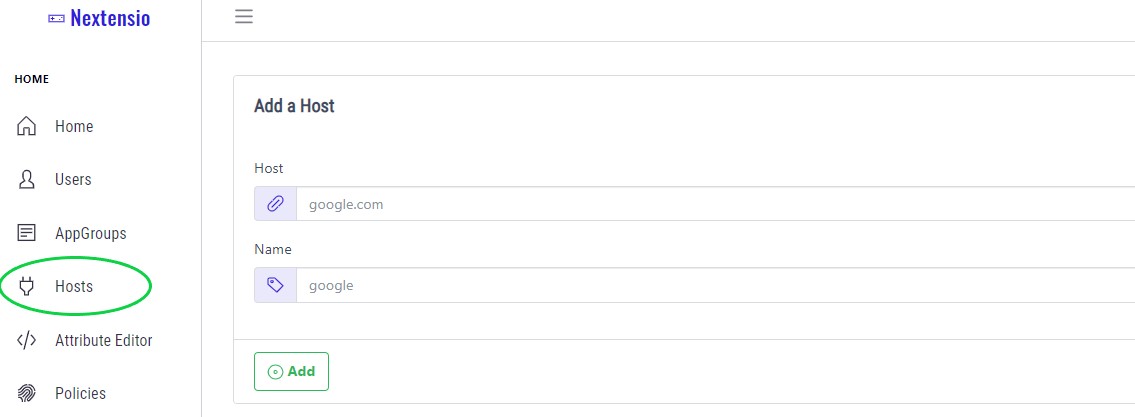 Nextensio
HOME
Home
Users
AppGroups
Hosts
Attribute Editor
Policies
Add a Host
Host
google.com
Name
google
Add